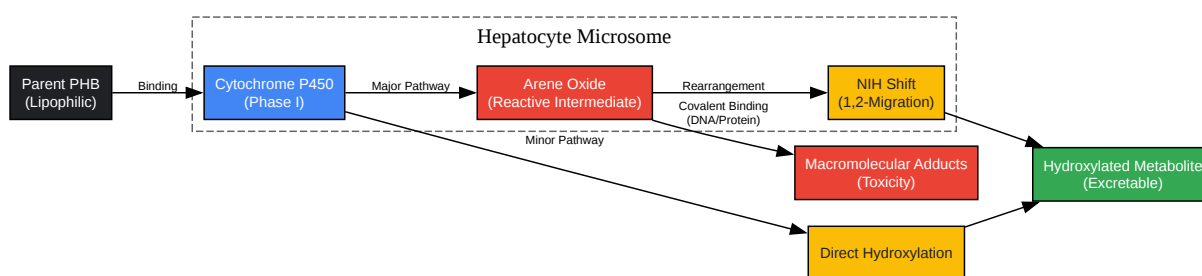 Hepatocyte Microsome
Parent PHB
(Lipophilic)
Binding
Cytochrome P450
(Phase I)
Major Pathway
Arene Oxide
(Reactive Intermediate)
Rearrangement
NIH Shift
(1,2-Migration)
Covalent Binding
(DNA/Protein)
Minor Pathway
Macromolecular Adducts
(Toxicity)
Hydroxylated Metabolite
(Excretable)
Direct Hydroxylation